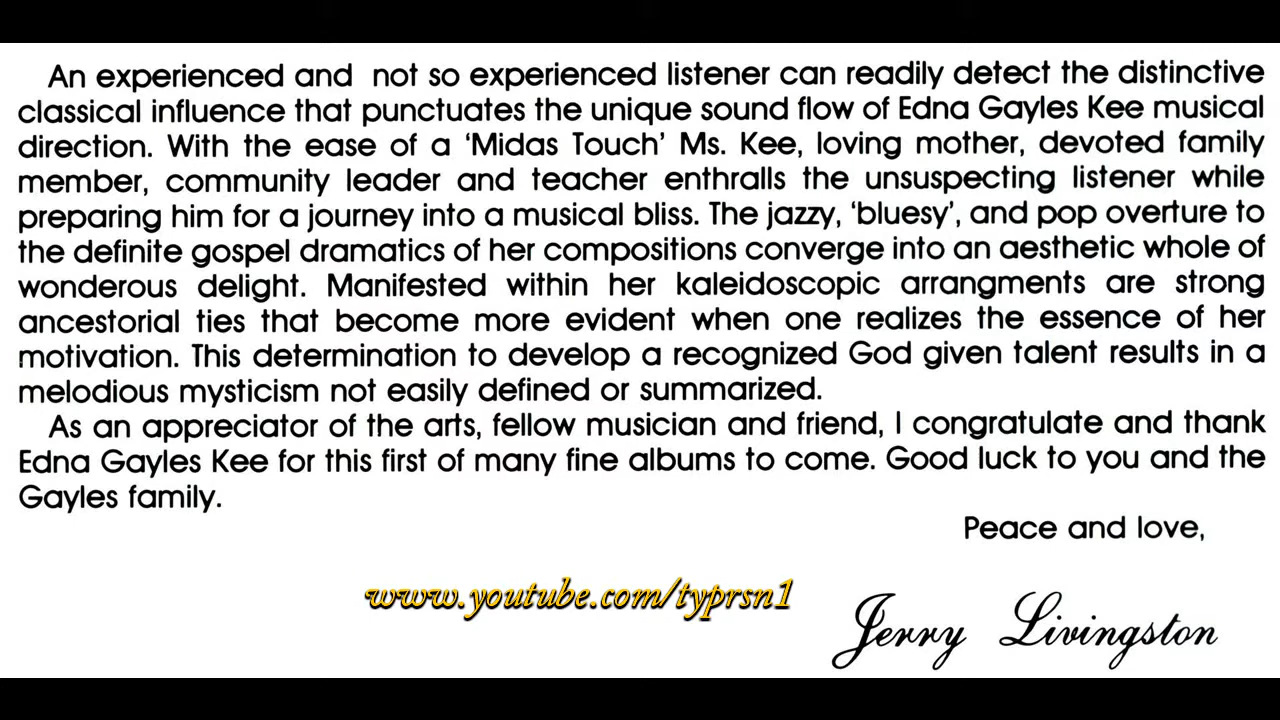 An experienced and not so experienced listener can readily detect the distinctive
classical influence that punctuates the unique sound flow of Edna Gayles Kee musical
direction. With the ease of a ‘Midas Touch’ Ms. Kee, loving mother, devoted family
member, community leader and teacher enthralls the unsuspecting listener while
preparing him for a journey into a musical bliss. The jazzy, ‘bluesy’, and pop overture to
the definite gospel dramatics of her compositions converge into an aesthetic whole of
wonderous delight. Manifested within her kaleidoscopic arrangments are strong
ancestorial ties that become more evident when one realizes the essence of her
motivation. This determination to develop a recognized God given talent results in a
melodious mysticism not easily defined or summarized.
As an appreciator of the arts, fellow musician and friend, I congratulate and thank
Edna Gayles Kee for this first of many fine albums to come. Good luck to you and the
Gayles family.
Peace and love,
www.youtube.com/typrsn1
Jerry Livingston